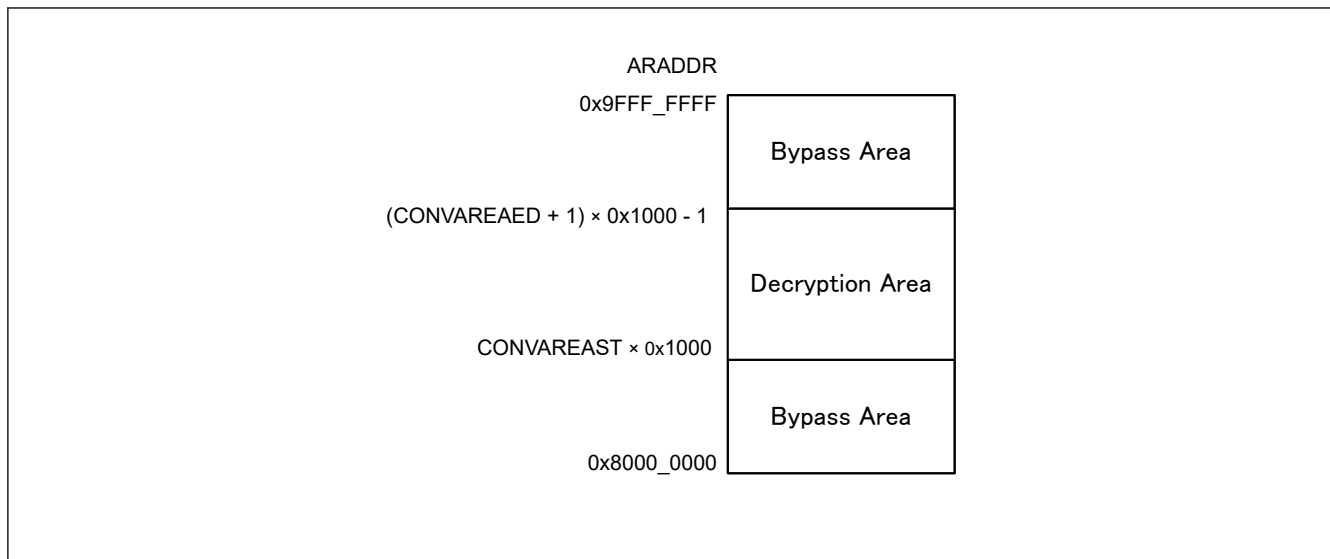 ARADDR
0x9FFF_FFFF
Bypass Area
(CONVAREAED + 1) × 0x1000 - 1
Decryption Area
CONVAREAST × 0x1000
Bypass Area
0x8000_0000